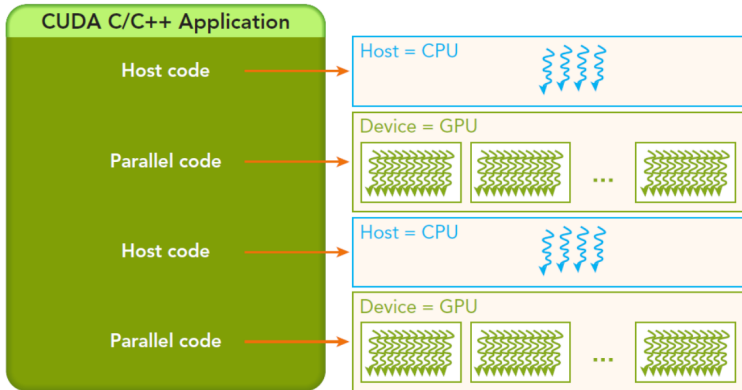 CUDA C/C++ Application
Host code
Host = CPU
Parallel code
Device = GPU
...
Host code
Host = CPU
Parallel code
Device = GPU
...